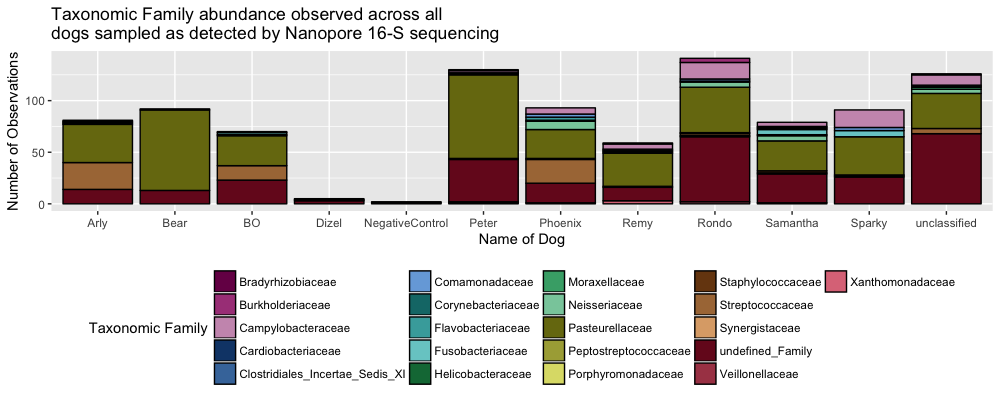 Taxonomic Family abundance observed across all
dogs sampled as detected by Nanopore 16-S sequencing
Number of Observations
100
50
0
Arly Bear BO Dizel NegativeControl Peter Phoenix Remy Rondo Samantha Sparky unclassified
Name of Dog
Taxonomic Family
Bradyrhizobiaceae Comamonadaceae Moraxellaceae Staphylococcaceae Xanthomonadaceae
Burkholderiaceae Corynebacteriaceae Neisseriaceae Streptococcaceae
Campylobacteraceae Flavobacteriaceae Pasteurellaceae Synergistaceae
Cardiobacteriaceae Fusobacteriaceae Peptostreptococcaceae undefined_Family
Clostridiales_Incertae_Sedis_XI Helicobacteraceae Porphyromonadaceae Veillonellaceae